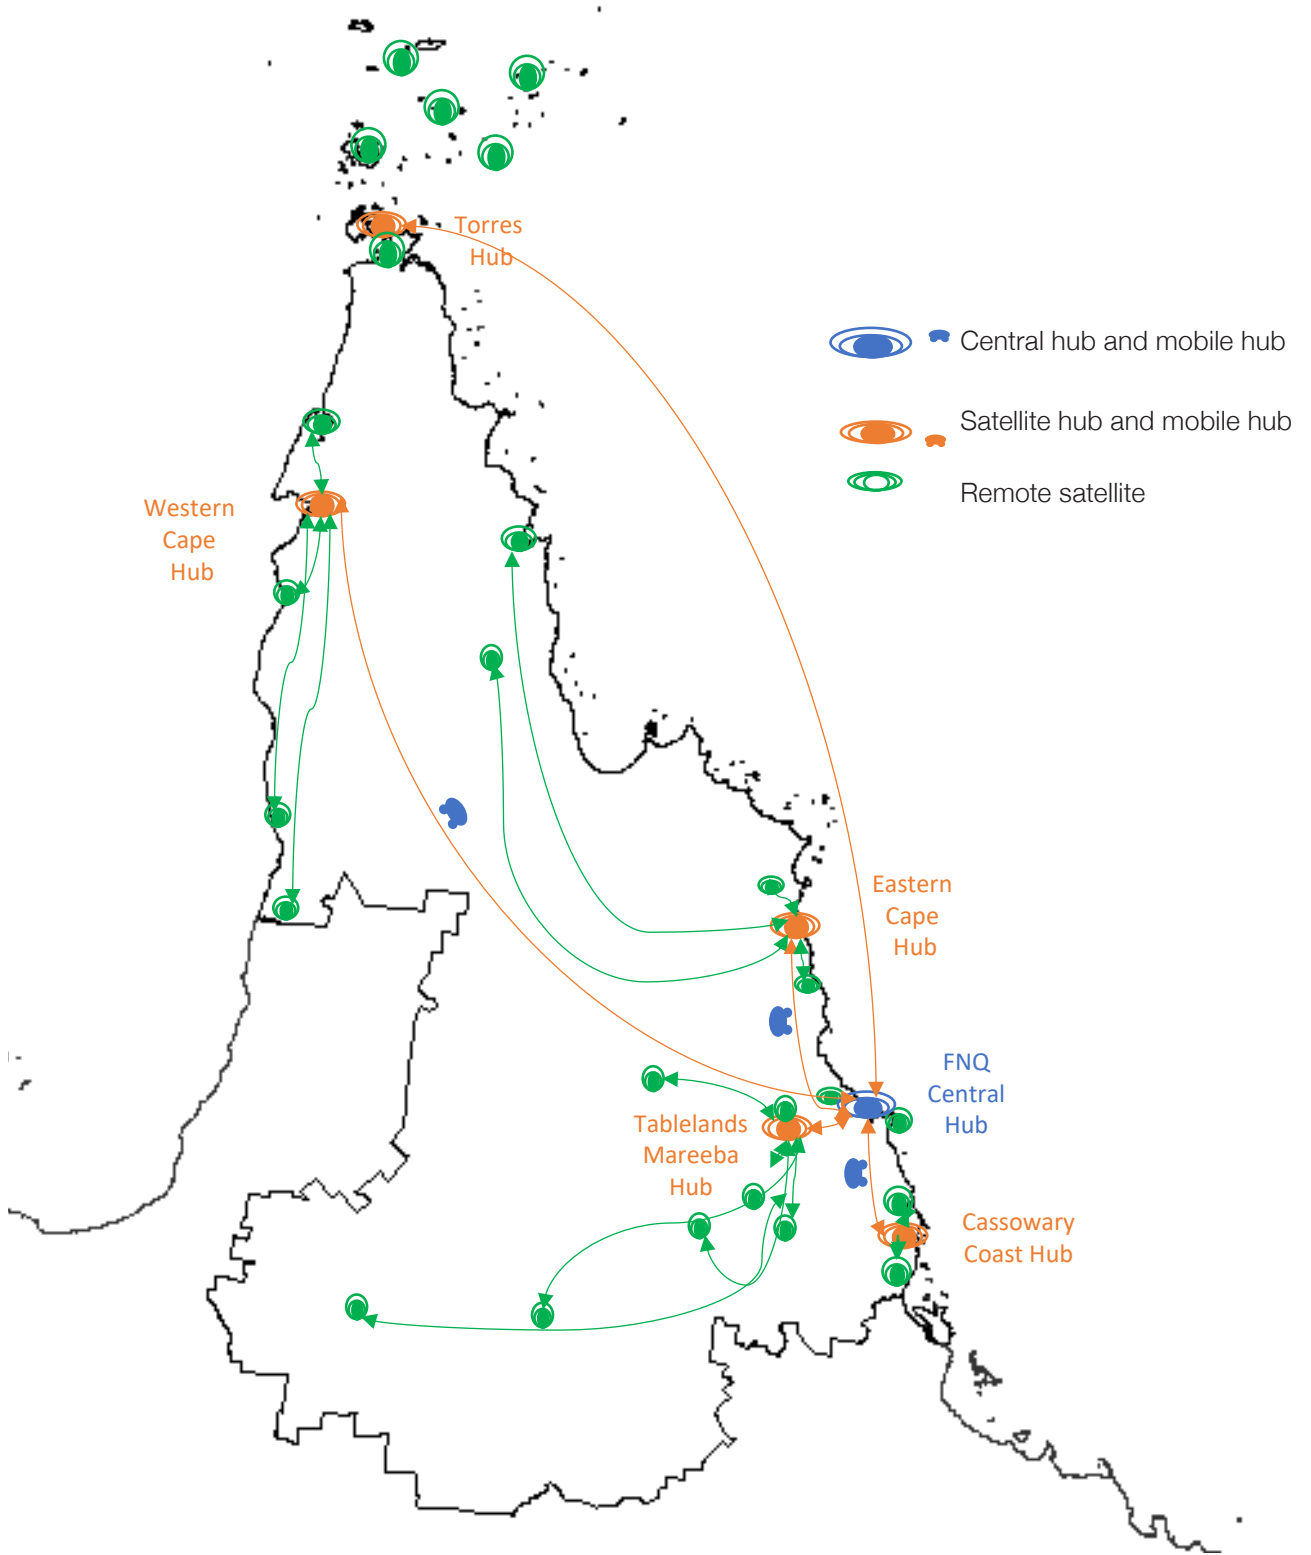 Torres
Hub
Central hub and mobile hub
Satellite hub and mobile hub
Remote satellite
Western
Cape
Hub
Eastern
Cape
Hub
FNQ
Central
Hub
Tablelands
Mareeba
Hub
Cassowary
Coast Hub